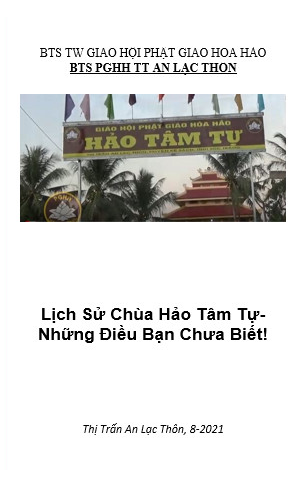 BTS TW GIAO HỘI PHẬT GIAO HOA HẢO
BTS PGHH TT AN LẠC THON
GIÁO HỘI PHẬT GIÁO HÒA HẢO
HẢO TÂM TỰ
PGHH
Lịch Sử Chùa Hảo Tâm Tự-
Những Điều Bạn Chưa Biết!
Thị Trấn An Lạc Thôn, 8-2021